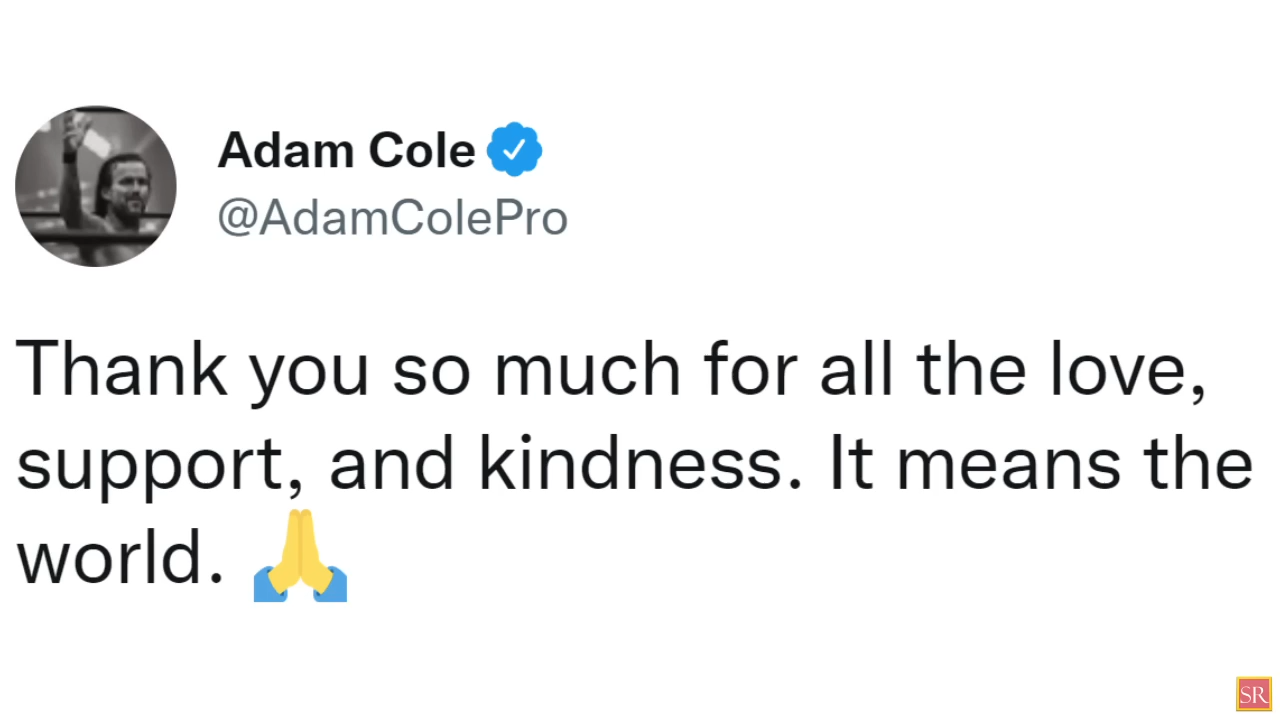 Adam Cole
@AdamColePro
Thank you so much for all the love,
support, and kindness. It means the
world. 🙏
SR